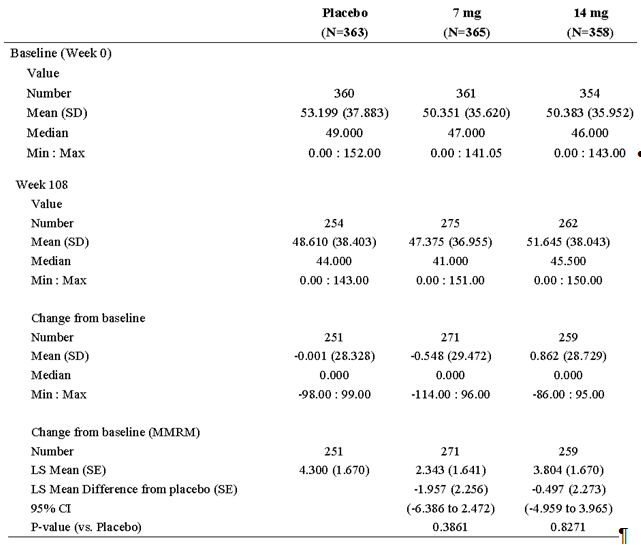 Placebo 7 mg 14 mg
(N=363) (N=365) (N=358)
Baseline (Week 0)
Value
Number 360 361 354
Mean (SD) 53.199 (37.883) 50.351 (35.620) 50.383 (35.952)
Median 49.000 47.000 46.000
Min : Max 0.00 : 152.00 0.00 : 141.05 0.00 : 143.00
Week 108
Value
Number 254 275 262
Mean (SD) 48.610 (38.403) 47.375 (36.955) 51.645 (38.043)
Median 44.000 41.000 45.500
Min : Max 0.00 : 143.00 0.00 : 151.00 0.00 : 150.00
Change from baseline
Number 251 271 259
Mean (SD) -0.001 (28.328) -0.548 (29.472) 0.862 (28.729)
Median 0.000 0.000 0.000
Min : Max -98.00 : 99.00 -114.00 : 96.00 -86.00 : 95.00
Change from baseline (MMRM)
Number 251 271 259
LS Mean (SE) 4.300 (1.670) 2.343 (1.641) 3.804 (1.670)
LS Mean Difference from placebo (SE) -1.957 (2.256) -0.497 (2.273)
95% CI (-6.386 to 2.472) (-4.959 to 3.965)
P-value (vs. Placebo) 0.3861 0.8271
¶